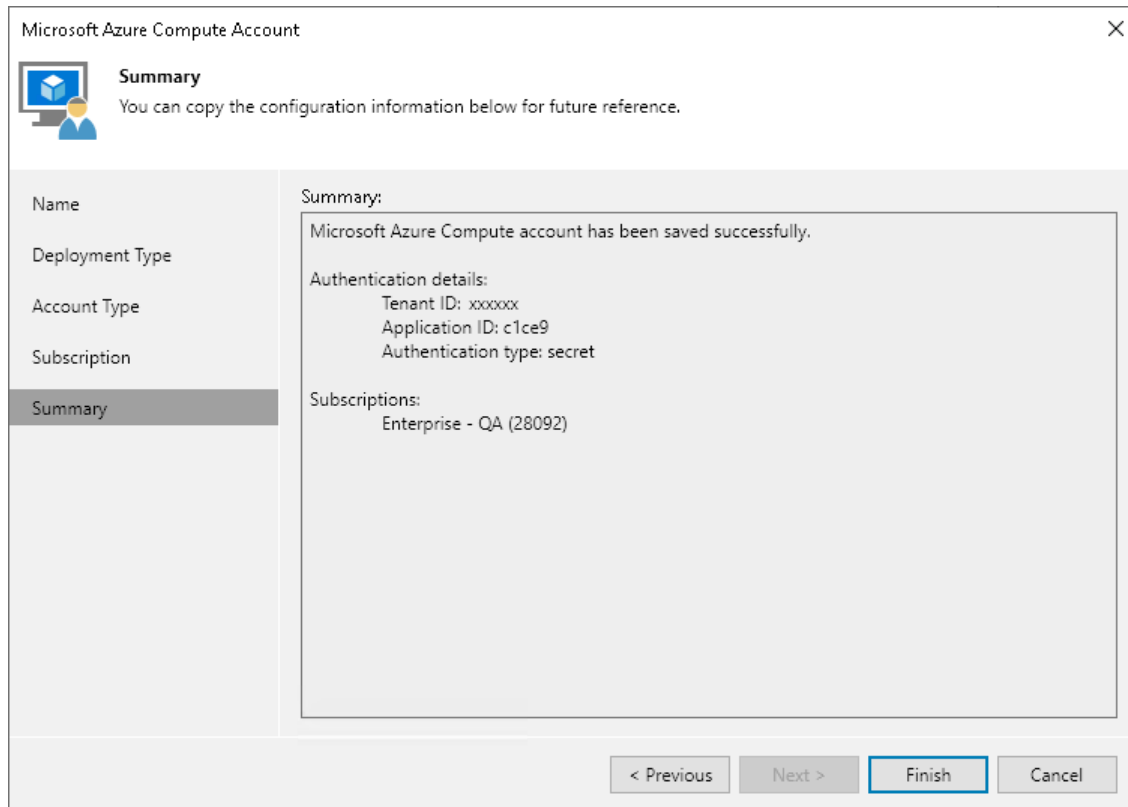 Microsoft Azure Compute Account
Summary
You can copy the configuration information below for future reference.
Name
Deployment Type
Account Type
Subscription
Summary
Summary:
Microsoft Azure Compute account has been saved successfully.
Authentication details:
Tenant ID: xxxxxx
Application ID: c1ce9
Authentication type: secret
Subscriptions:
Enterprise - QA (28092)
< Previous
Next >
Finish
Cancel